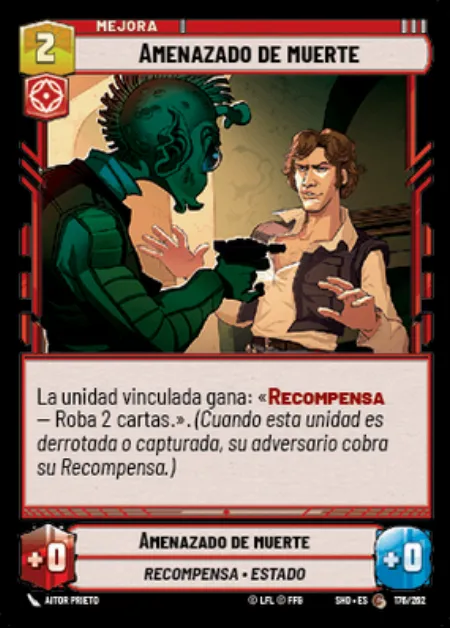 MEJORA
2
AMENAZADO DE MUERTE
La unidad vinculada gana: «RECOMPENSA
— Roba 2 cartas.». (Cuando esta unidad es
derrotada o capturada, su adversario cobra
su Recompensa.)
+0
AMENAZADO DE MUERTE
+0
RECOMPENSA • ESTADO
AITOR PRIETO
© LFL © FFG
SHD • ES
C
176/262